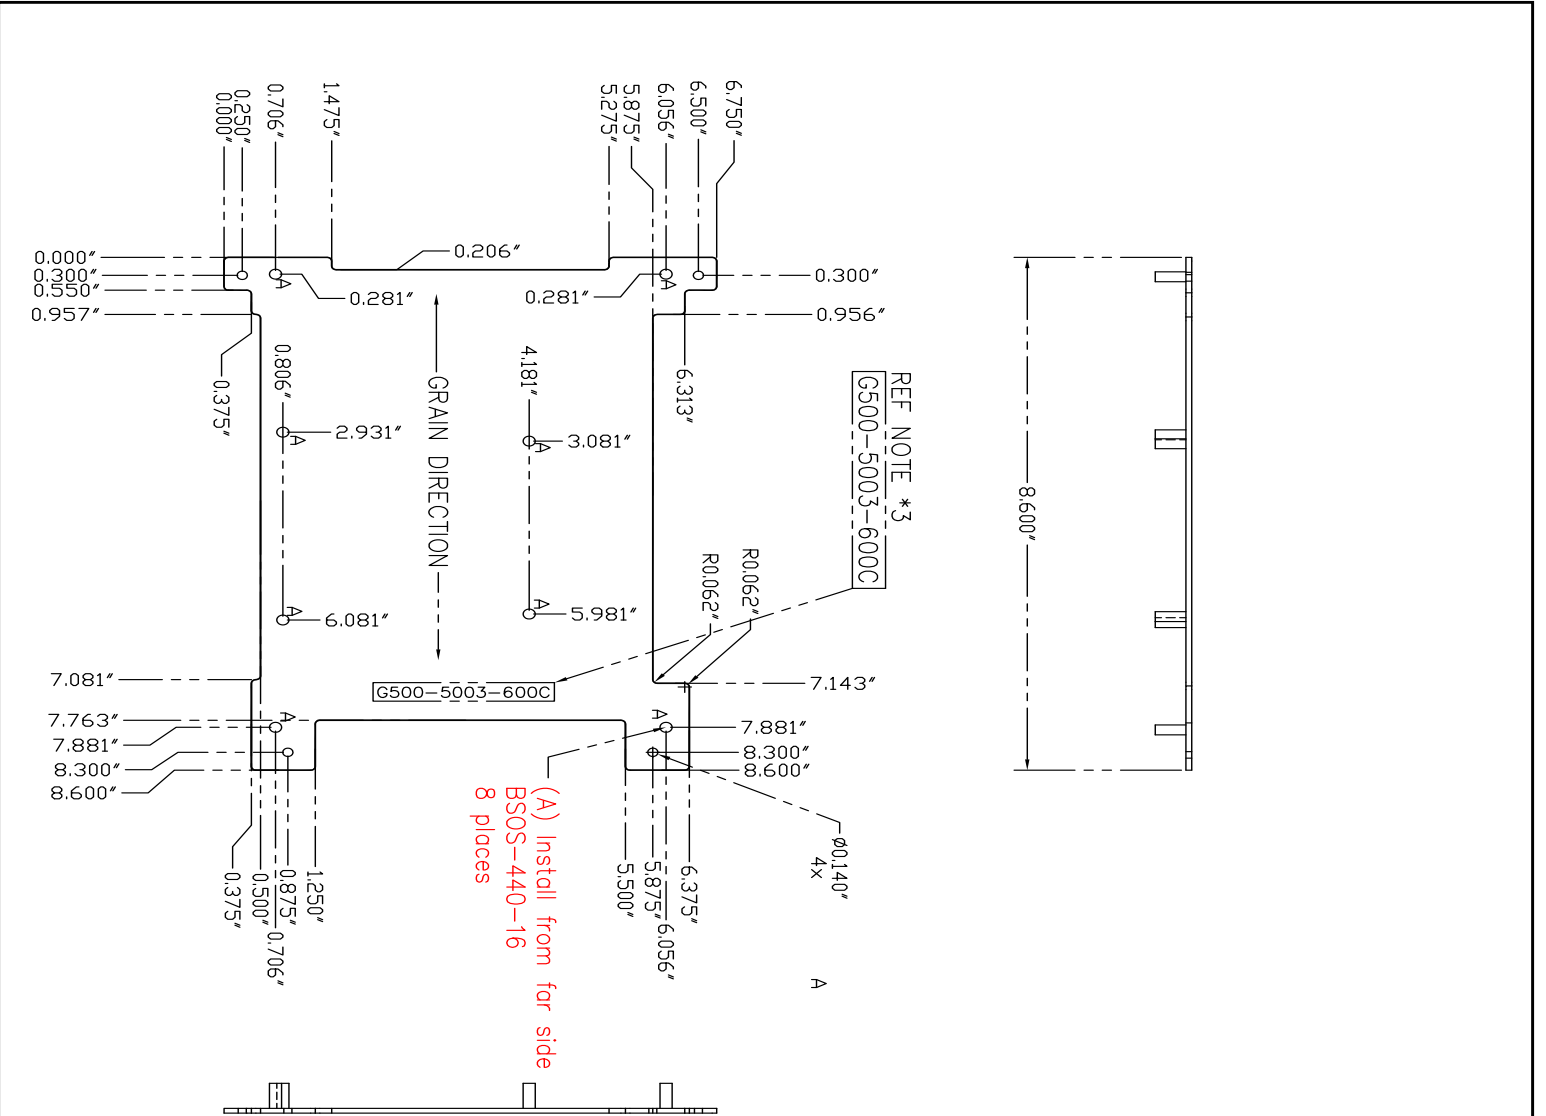 0.000"
0.250"
0.706"
1.475"
5.275"
5.875"
6.056"
6.500"
6.750"
0.000"
0.300"
0.550"
0.957"
0.206"
0.281"
0.281"
0.300"
0.956"
0.375"
0.806"
4.181"
6.313"
2.931"
3.081"
A
A
A
A
GRAIN DIRECTION
REF NOTE *3
G500-5003-600C
8.600"
R0.062"
R0.062"
A
A
6.081"
5.981"
7.081"
G500-5003-600C
7.143"
7.763"
7.881"
8.300"
8.600"
A
A
7.881"
8.300"
8.600"
(A) Install from far side
BSOS-440-16
8 places
Ø0.140"
4x
A
0.375"
0.500"
0.706"
0.875"
1.250"
5.500"
5.875"
6.056"
6.375"